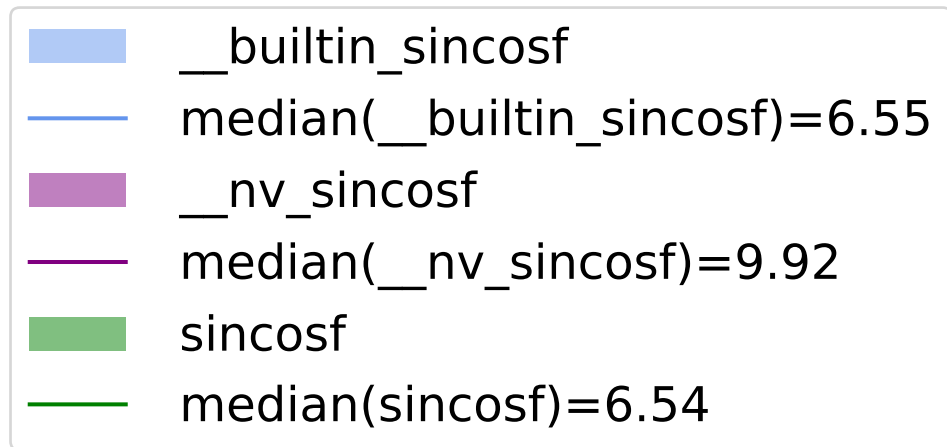 __builtin_sincosf
median(__builtin_sincosf)=6.55
__nv_sincosf
median(__nv_sincosf)=9.92
sincosf
median(sincosf)=6.54